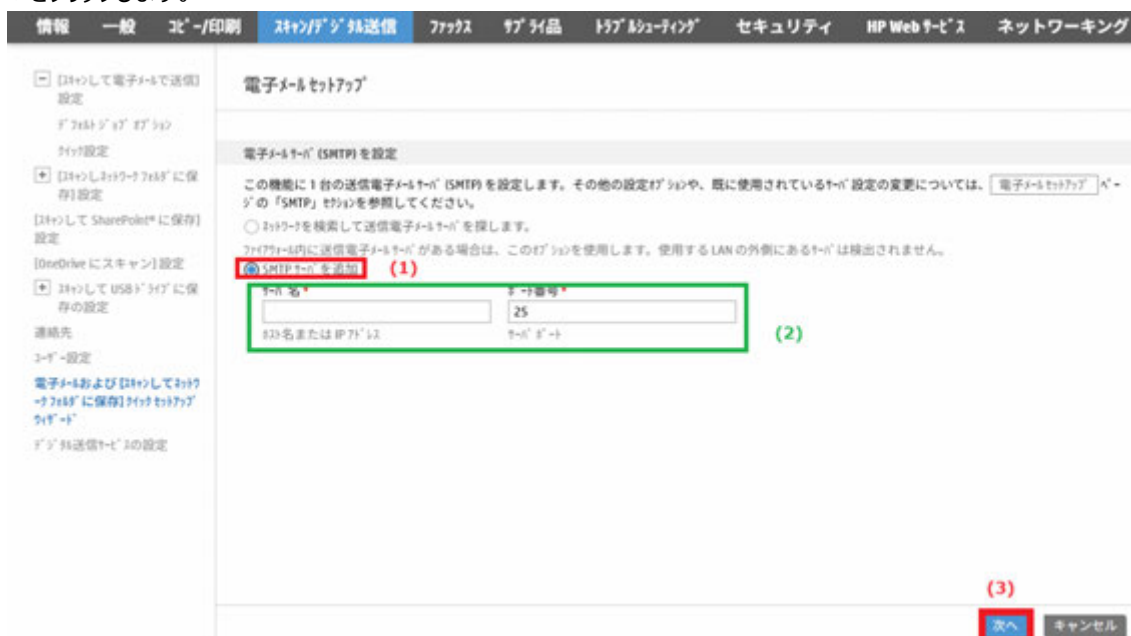 をクリックします。
情報 一般 ｺﾋﾟｰ/印刷 ｽｷｬﾝ/ﾃﾞｼﾞﾀﾙ送信 ﾌｧｯｸｽ ｻﾌﾟﾗｲ品 ﾄﾗﾌﾞﾙｼｭｰﾃｨﾝｸﾞ セキュリティ HP Web ｻｰﾋﾞｽ ネットワーキング
[ｽｷｬﾝして電子ﾒｰﾙで送信]
設定
ﾃﾞﾌｫﾙﾄ ｼﾞｮﾌﾞ ｵﾌﾟｼｮﾝ
ｸｲｯｸ設定
[ｽｷｬﾝしﾈｯﾄﾜｰｸ ﾌｫﾙﾀﾞに保
存] 設定
[ｽｷｬﾝして SharePoint® に保存]
設定
[OneDrive にスキャン] 設定
ｽｷｬﾝして USB ﾄﾞﾗｲﾌﾞに保
存の設定
連絡先
ﾕｰｻﾞｰ設定
電子ﾒｰﾙおよび [ｽｷｬﾝしてﾈｯﾄﾜ
ｰｸ ﾌｫﾙﾀﾞに保存] ｸｲｯｸ ｾｯﾄｱｯﾌﾟ
ｳｨｻﾞｰﾄﾞ
ﾃﾞｼﾞﾀﾙ送信ｻｰﾋﾞｽの設定
電子ﾒｰﾙ ｾｯﾄｱｯﾌﾟ
電子ﾒｰﾙ ｻｰﾊﾞ (SMTP) を設定
この機能に 1 台の送信電子ﾒｰﾙ ｻｰﾊﾞ (SMTP) を設定します。その他の設定ｵﾌﾟｼｮﾝや、既に使用されているｻｰﾊﾞ設定の変更については、 電子ﾒｰﾙ ｾｯﾄｱｯﾌﾟ ﾍﾟｰ
ｼﾞの「SMTP」ｾｸｼｮﾝを参照してください。
ﾈｯﾄﾜｰｸを検索して送信電子ﾒｰﾙ ｻｰﾊﾞを探します。
ﾌｧｲｱｳｫｰﾙ内に送信電子ﾒｰﾙ ｻｰﾊﾞがある場合は、このｵﾌﾟｼｮﾝを使用します。使用する LAN の外側にあるｻｰﾊﾞは検出されません。
SMTP ｻｰﾊﾞを追加 (1)
ｻｰﾊﾞ名* ﾎﾟｰﾄ番号*
25
ﾎｽﾄ名または IP ｱﾄﾞﾚｽ ｻｰﾊﾞ ﾎﾟｰﾄ
(2)
(3)
次へ キャンセル